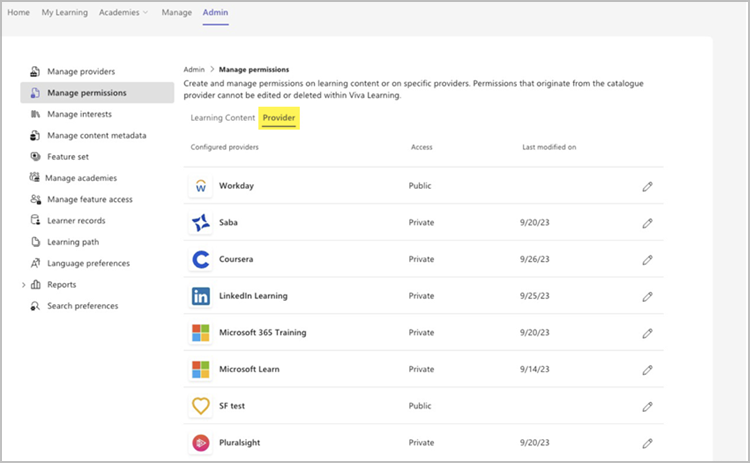 Home My Learning Academies Manage Admin
Manage providers
Manage permissions
Manage interests
Manage content metadata
Feature set
Manage academies
Manage feature access
Learner records
Learning path
Language preferences
Reports
Search preferences
Admin > Manage permissions
Create and manage permissions on learning content or on specific providers. Permissions that originate from the catalogue
provider cannot be edited or deleted within Viva Learning.
Learning Content Provider
Configured providers Access Last modified on
Workday Public
Saba Private 9/20/23
Coursera Private 9/26/23
LinkedIn Learning Private 9/25/23
Microsoft 365 Training Private 9/20/23
Microsoft Learn Private 9/14/23
SF test Public
Pluralsight Private 9/20/23